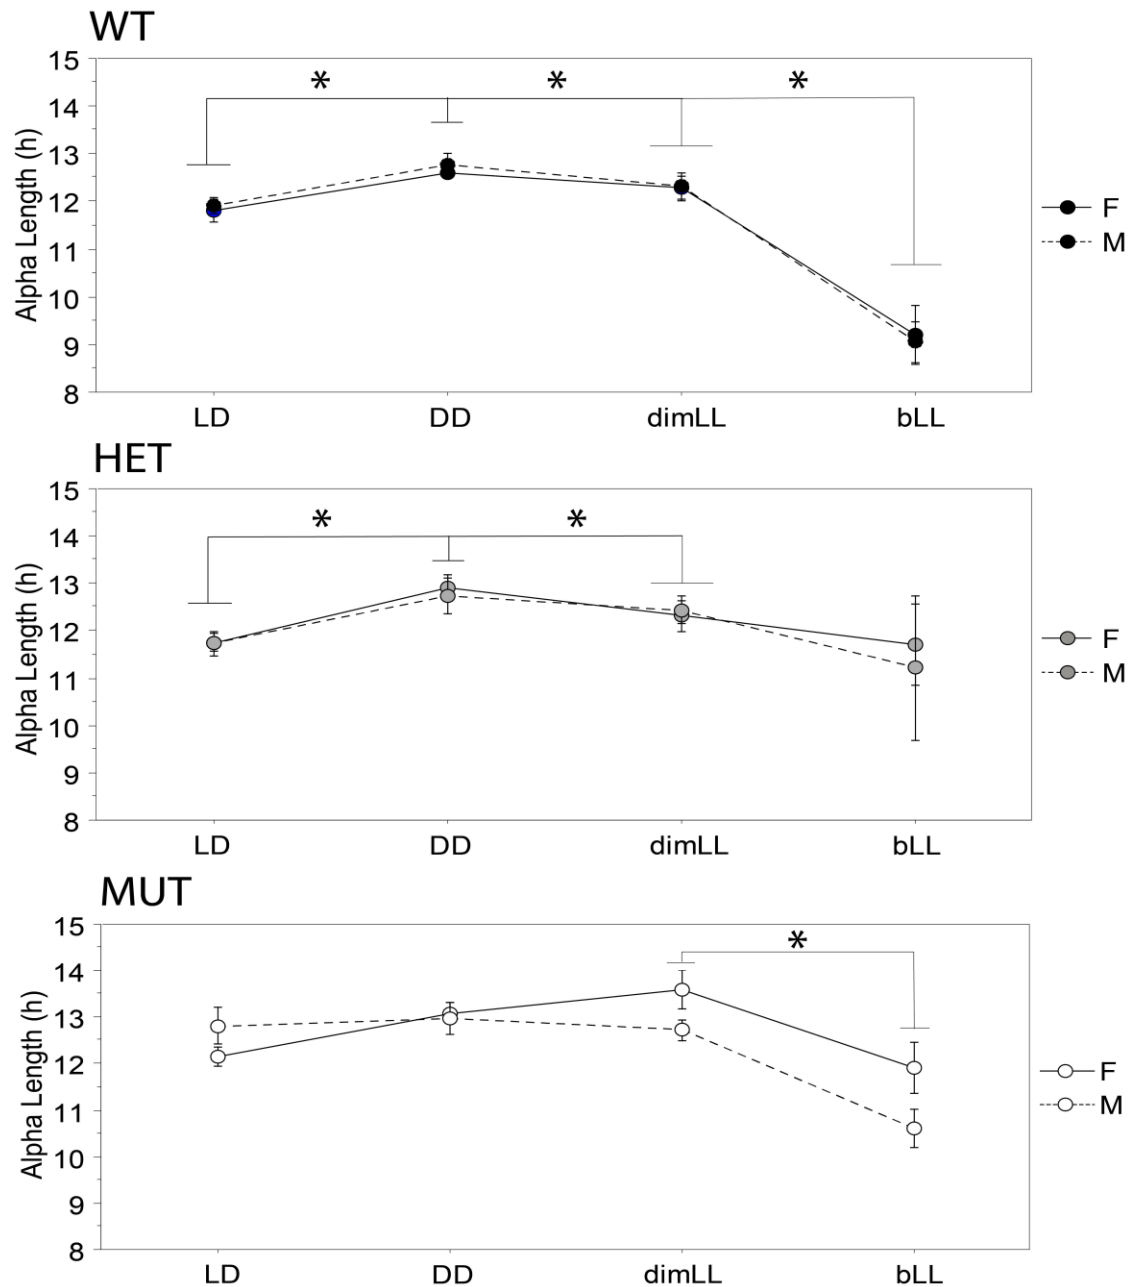 WT
Alpha Length (h)
15
14
13
12
11
10
9
8
* * *
LD DD dimLL bLL
F
M
HET
Alpha Length (h)
15
14
13
12
11
10
9
8
* *
LD DD dimLL bLL
F
M
MUT
Alpha Length (h)
15
14
13
12
11
10
9
8
*
LD DD dimLL bLL
F
M